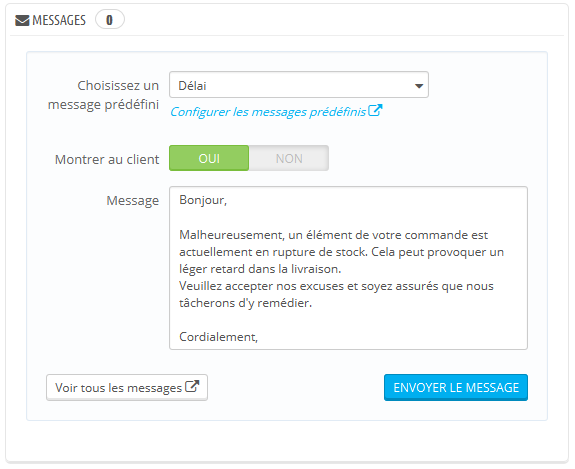 MESSAGES 0
Choisissez un
message prédéfini
Délai
Configurer les messages prédéfinis
Montrer au client
OUI
NON
Message
Bonjour,
Malheureusement, un élément de votre commande est
actuellement en rupture de stock. Cela peut provoquer un
léger retard dans la livraison.
Veuillez accepter nos excuses et soyez assurés que nous
tâcherons d'y remédier.
Cordialement,
Voir tous les messages
ENVOYER LE MESSAGE